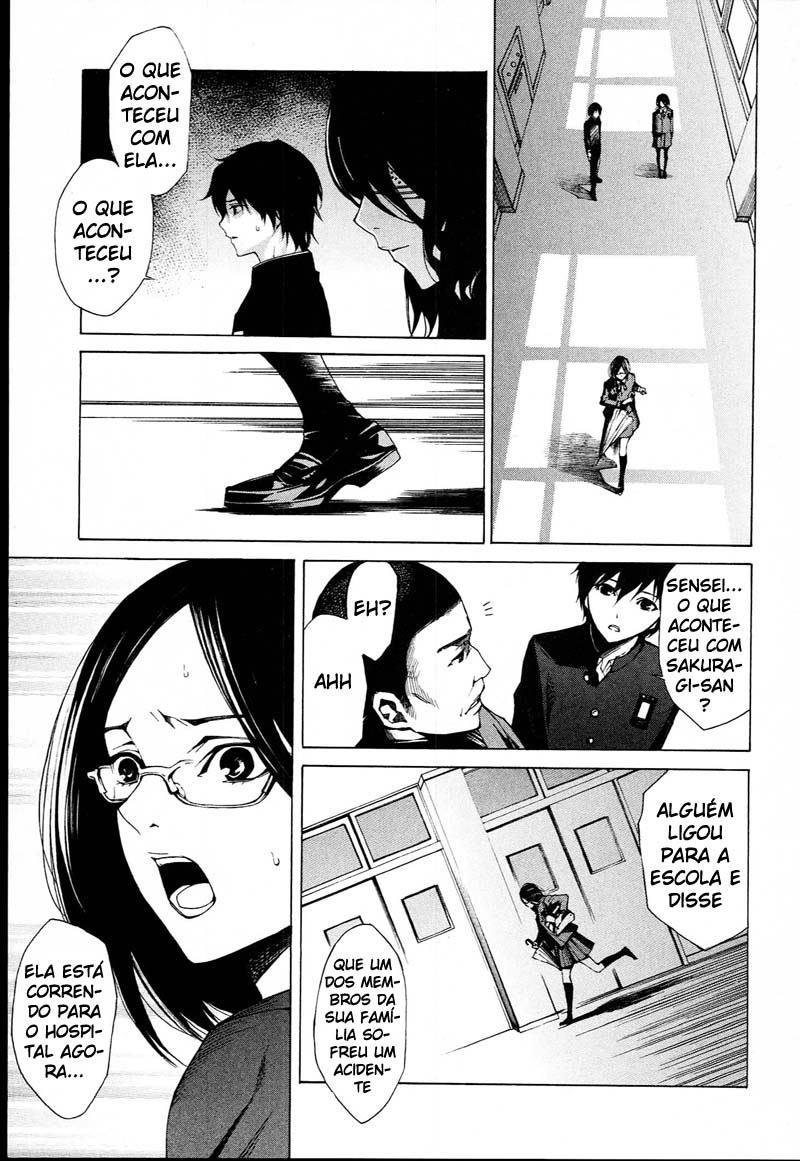 O QUE
ACON-
TECEU
COM
ELA...
O QUE
ACON-
TECEU
...?
SENSEI...
O QUE
ACONTE-
CEU COM
SAKURA-
GI-SAN
?
EH?
AHH
ALGUÉM
LIGOU
PARA A
ESCOLA E
DISSE
QUE UM
DOS MEM-
BROS DA
SUA FAMÍ-
LIA SO-
FREU UM
ACIDEN
TE
ELA ESTÁ
CORREN-
DO PARA
O HOSPI-
TAL AGO-
RA...